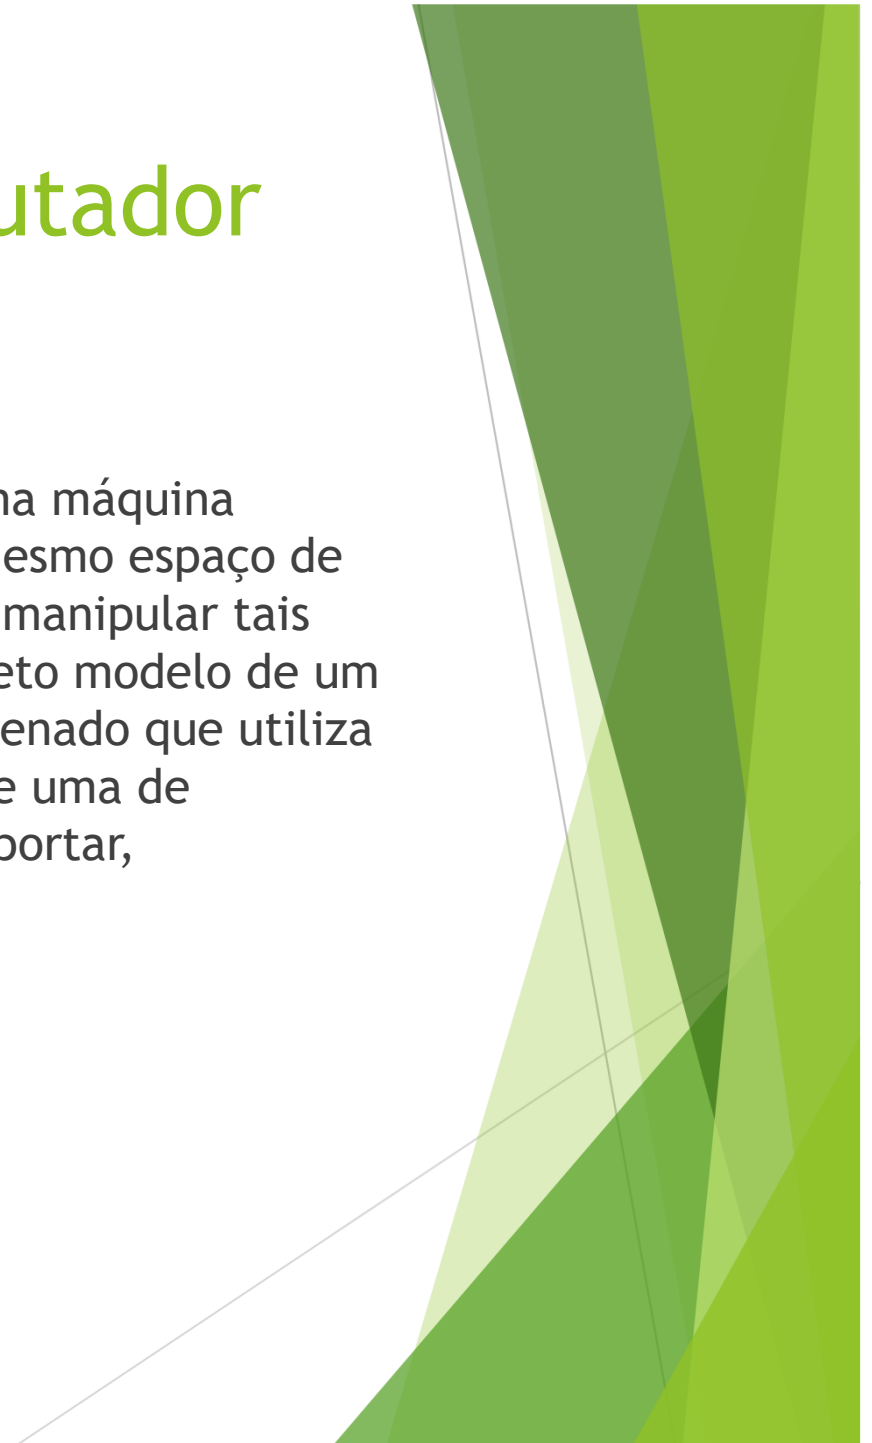 utador
na máquina
esmo espaço de
manipular tais
eto modelo de um
enado que utiliza
e uma de
portar,